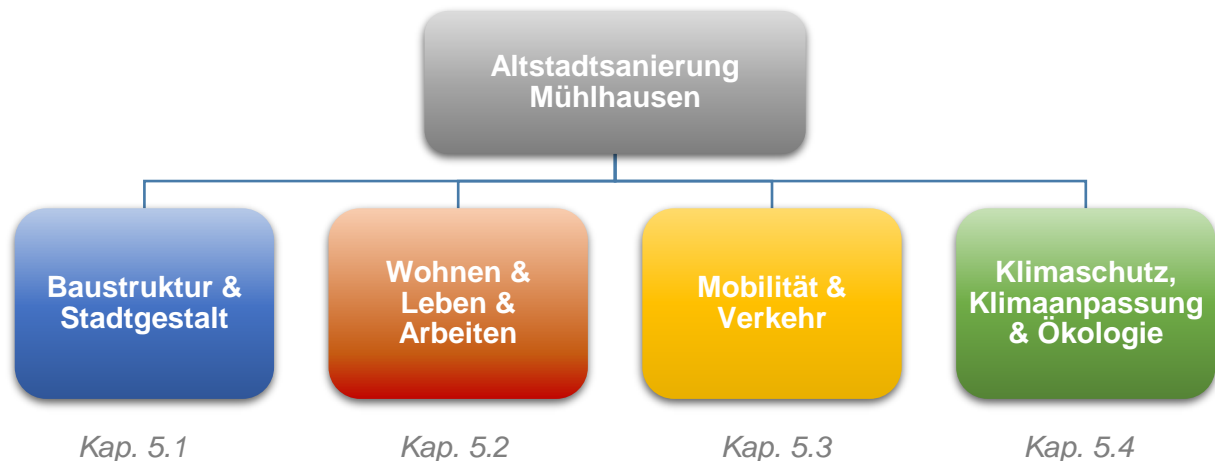 Altstadtsanierung
Mühlhausen
Baustruktur &
Stadtgestalt
Wohnen &
Leben &
Arbeiten
Mobilität &
Verkehr
Klimaschutz,
Klimaanpassung
& Ökologie
Kap. 5.1
Kap. 5.2
Kap. 5.3
Kap. 5.4